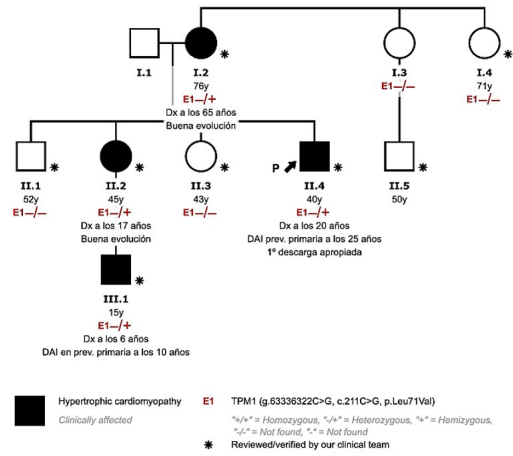 *
*
I.1
I.2
I.3
I.4
76y
E1–/–
71y
E1–/+
E1–/–
Dx a los 65 años
Buena evolución
*
*
*
P
*
*
II.1
II.2
II.3
II.4
II.5
52y
45y
43y
40y
50y
E1–/–
E1–/+
E1–/–
E1–/+
Dx a los 17 años
Dx a los 20 años
Buena evolución
DAI prev. primaria a los 25 años
1º descarga apropiada
*
III.1
15y
E1–/+
Dx a los 6 años
DAI en prev. primaria a los 10 años
Hypertrophic cardiomyopathy
E1
TPM1 (g.63336322C>G, c.211C>G, p.Leu71Val)
Clinically affected
"+/+" = Homozygous, "-/+" = Heterozygous, "+" = Hemizygous,
"-/-" = Not found, "-" = Not found
* Reviewed/verified by our clinical team